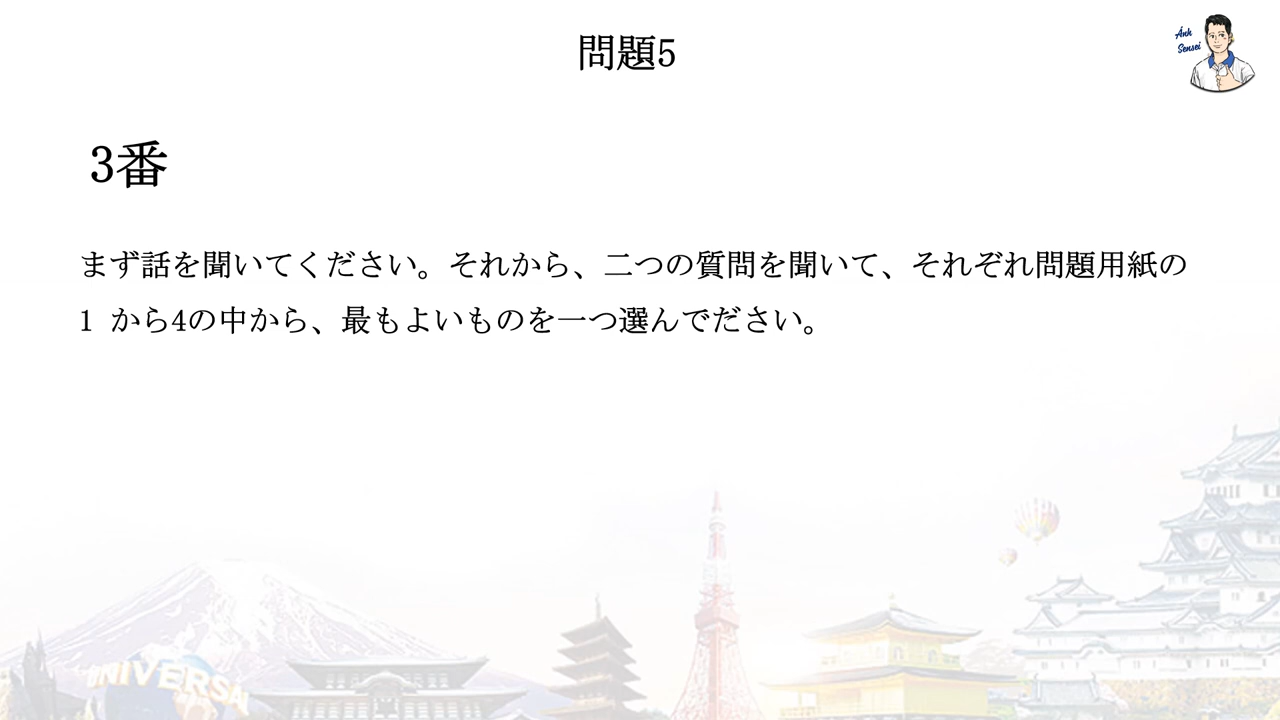 問題5
Ánh
Sensei
3番
まず話を聞いてください。それから、二つの質問を聞いて、それぞれ問題用紙の
1 から4の中から、最もよいものを一つ選んでださい。
UNIVERSA